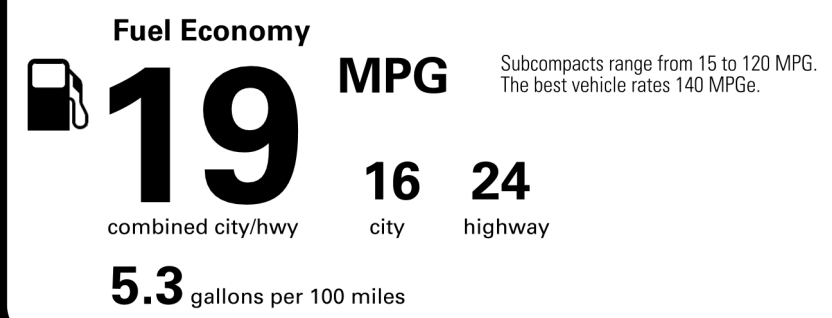 Fuel Economy
19 MPG
Subcompacts range from 15 to 120 MPG.
The best vehicle rates 140 MPGe.
16 24
combined city/hwy city highway
5.3 gallons per 100 miles